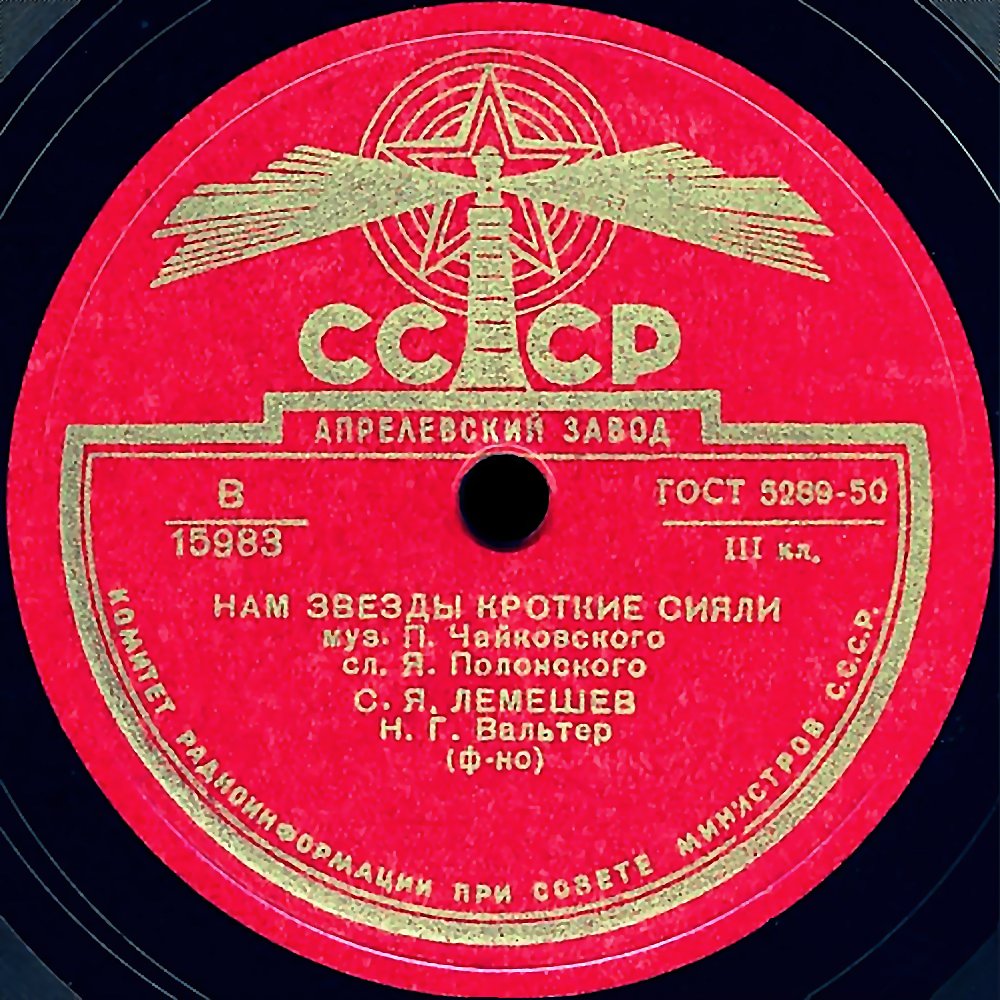 СССР
АПРЕЛЕВСКИЙ ЗАВОД
В
15983
ГОСТ 5289-50
III кл.
НАМ ЗВЕЗДЫ КРОТКИЕ СИЯЛИ
муз. П. Чайковского
сл. Я. Полонского
С. Я. ЛЕМЕШЕВ
Н. Г. Вальтер
(ф-но)
КОМИТЕТ РАДИОИНФОРМАЦИИ ПРИ СОВЕТЕ МИНИСТРОВ С.С.С.Р.